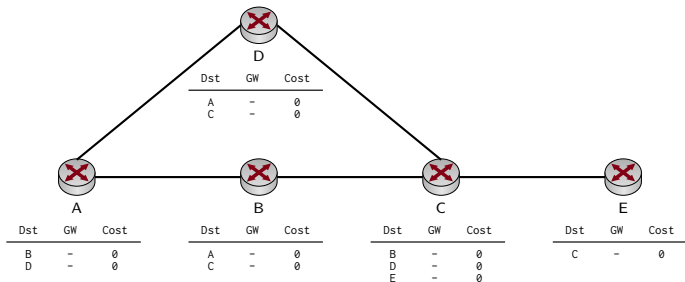 D
Dst GW Cost
A - 0
C - 0
A B C E
Dst GW Cost Dst GW Cost Dst GW Cost Dst GW Cost
B - 0 A - 0 B - 0 C - 0
D - 0 C - 0 D - 0
E - 0